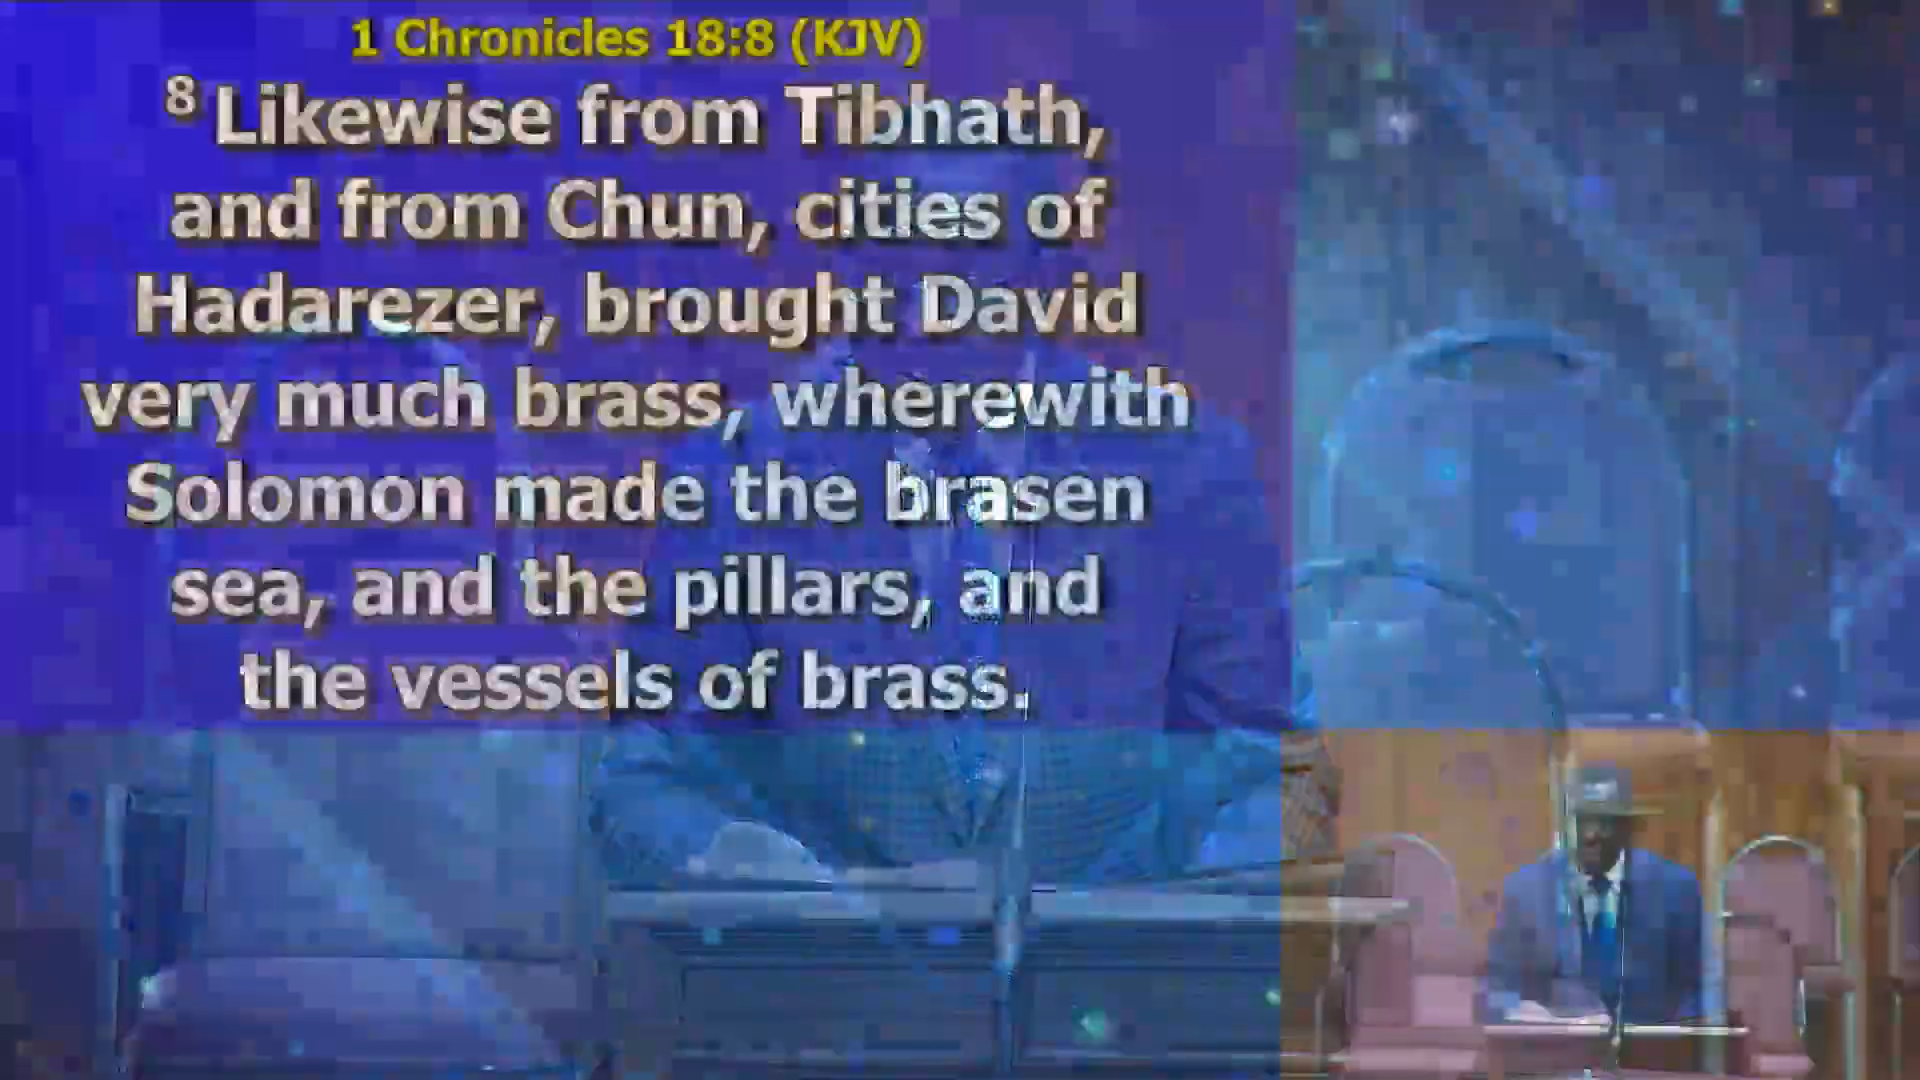 1 Chronicles 18:8 (KJV)
8 Likewise from Tibhath,
and from Chun, cities of
Hadarezer, brought David
very much brass, wherewith
Solomon made the brasen
sea, and the pillars, and
the vessels of brass.